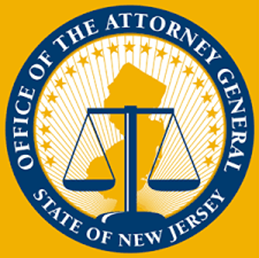 OFFICE OF THE ATTORNEY GENERAL
STATE OF NEW JERSEY